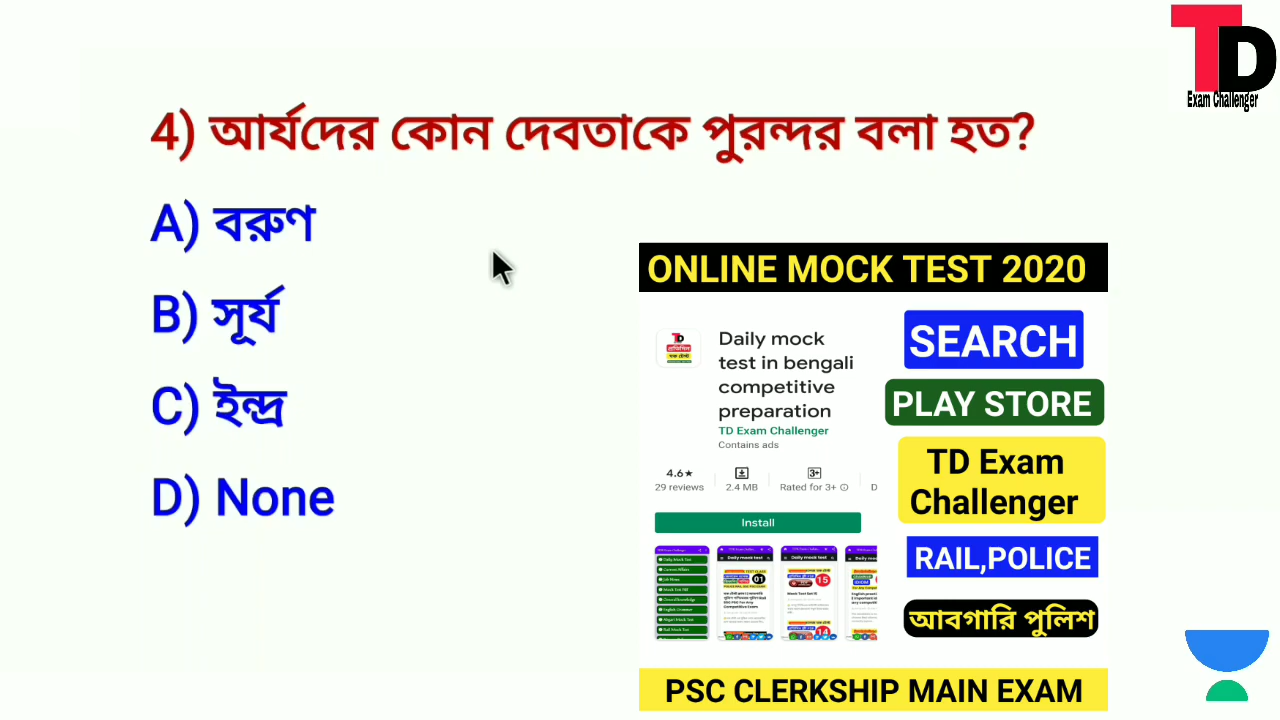 TD
Exam Challenger
4) আর্যদের কোন দেবতাকে পুরন্দর বলা হত?
A) বরুণ
B) সূর্য
C) ইন্দ্র
D) None
ONLINE MOCK TEST 2020
Daily mock
test in bengali
competitive
preparation
TD Exam Challenger
Contains ads
4.6★
29 reviews
2.4 MB
3+
Rated for 3+
D
Install
SEARCH
PLAY STORE
TD Exam
Challenger
RAIL,POLICE
আবগারি পুলিশ
PSC CLERKSHIP MAIN EXAM